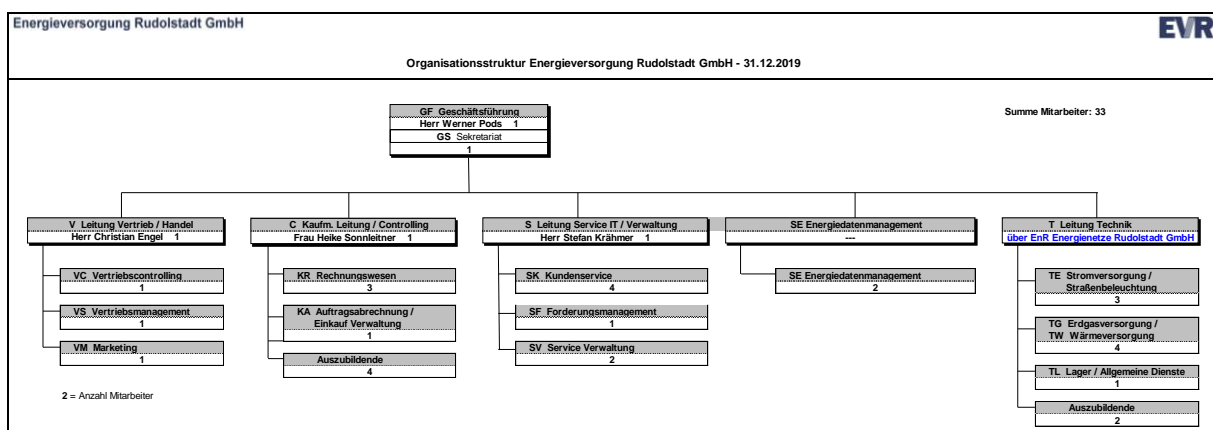 Energieversorgung Rudolstadt GmbH
EVR
Organisationsstruktur Energieversorgung Rudolstadt GmbH - 31.12.2019
GF Geschäftsführung
Herr Werner Pods 1
GS Sekretariat
1
Summe Mitarbeiter: 33
V Leitung Vertrieb / Handel
Herr Christian Engel 1
VC Vertriebscontrolling
1
VS Vertriebsmanagement
1
VM Marketing
1
C Kaufm. Leitung / Controlling
Frau Heike Sonnleitner 1
KR Rechnungswesen
3
KA Auftragsabrechnung /
Einkauf Verwaltung
1
Auszubildende
4
S Leitung Service IT / Verwaltung
Herr Stefan Krähmer 1
SK Kundenservice
4
SF Forderungsmanagement
1
SV Service Verwaltung
2
SE Energiedatenmanagement
---
SE Energiedatenmanagement
2
T Leitung Technik
über EnR Energienetze Rudolstadt GmbH
TE Stromversorgung /
Straßenbeleuchtung
3
TG Erdgasversorgung /
TW Wärmeversorgung
4
TL Lager / Allgemeine Dienste
1
Auszubildende
2
2 = Anzahl Mitarbeiter